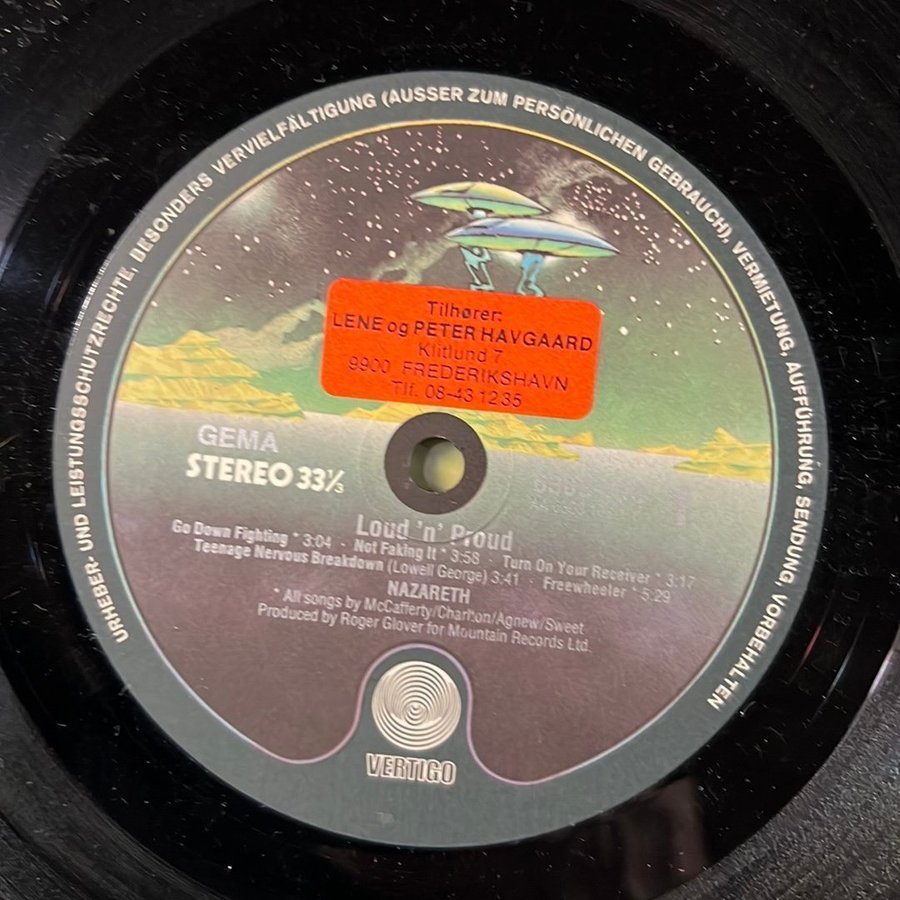 URHEBER- UND LEISTUNGSSCHUTZRECHTE, BESONDERS VERVIELFÄLTIGUNG (AUSSER ZUM PERSÖNLICHEN GEBRAUCH), VERMIETUNG, AUFFÜHRUNG, SENDUNG, VORBEHALTEN
Tilhører:
LENE og PETER HAVGAARD
Klitlund 7
9900 FREDERIKSHAVN
Tlf. 08-43 12 35
GEMA
STEREO 33⅓
Loud 'n' Proud
Go Down Fighting * 3:04 · Not Faking It * 3:58 · Turn On Your Receiver * 3:17
Teenage Nervous Breakdown (Lowell George) 3:41 · Freewheeler * 5:29
NAZARETH
* All songs by McCafferty/Charlton/Agnew/Sweet
Produced by Roger Glover for Mountain Records Ltd.
VERTIGO